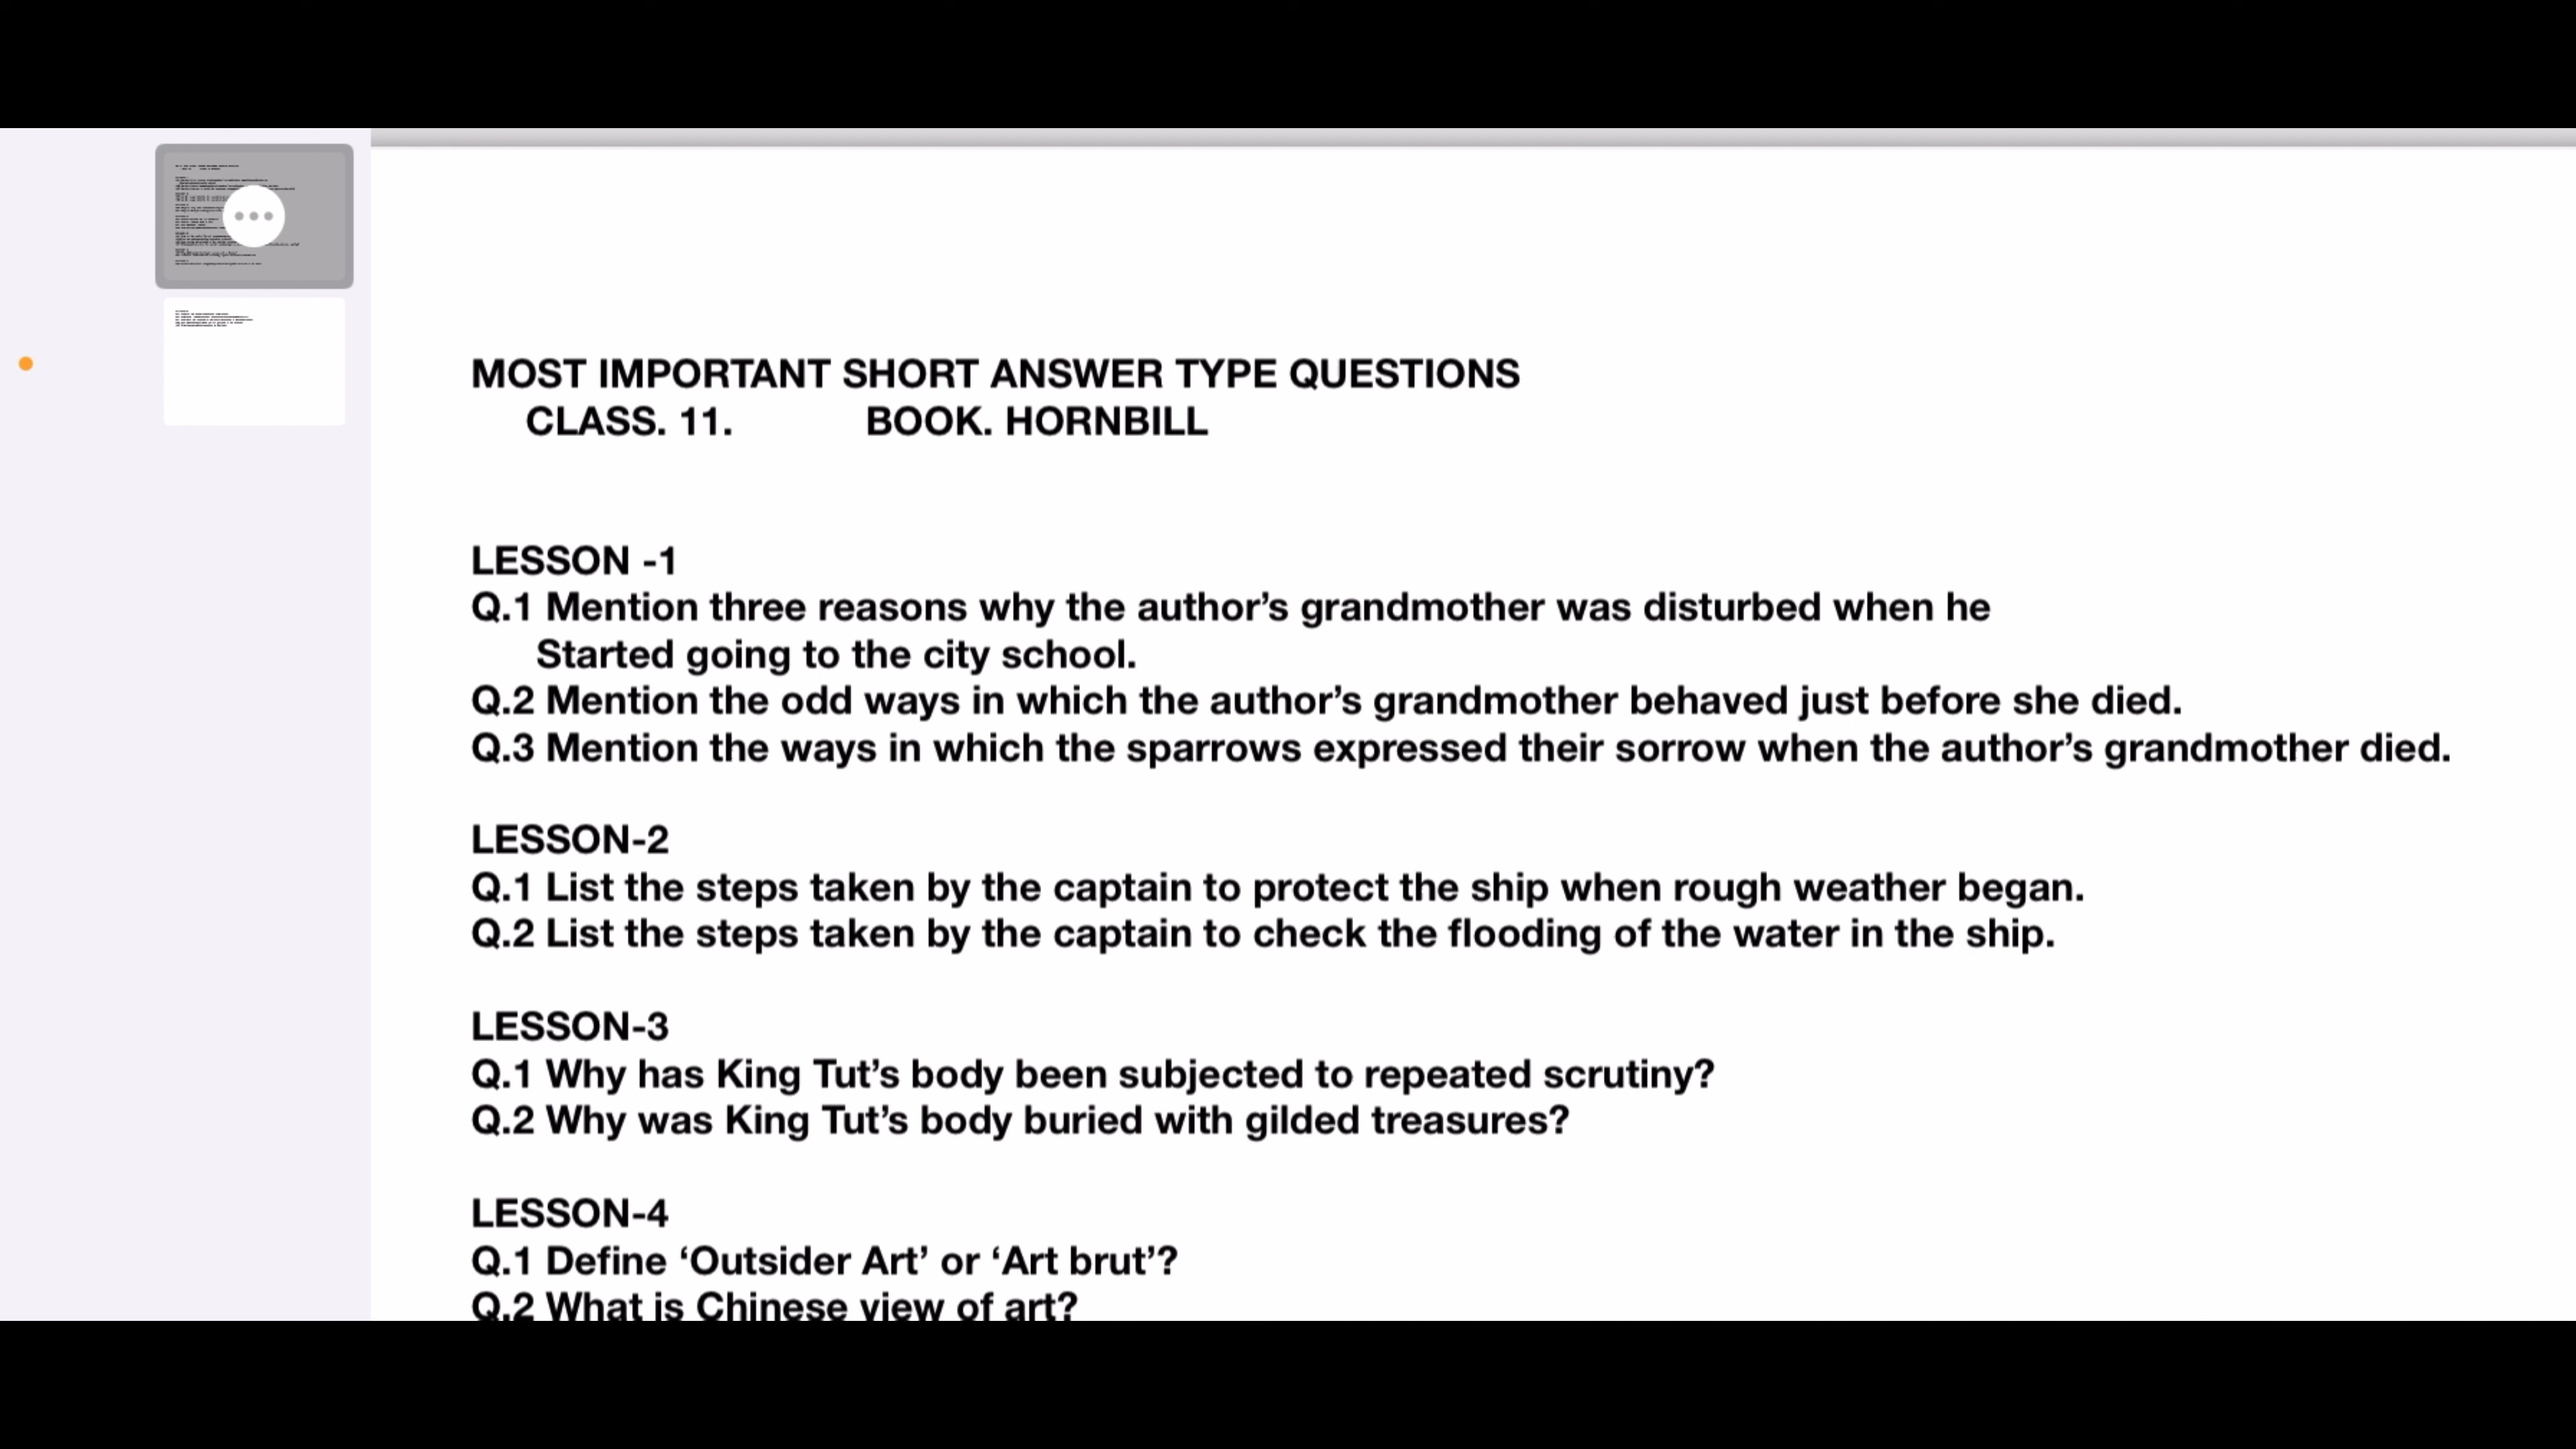 MOST IMPORTANT SHORT ANSWER TYPE QUESTIONS
CLASS. 11. BOOK. HORNBILL
LESSON -1
Q.1 Mention three reasons why the author’s grandmother was disturbed when he
Started going to the city school.
Q.2 Mention the odd ways in which the author’s grandmother behaved just before she died.
Q.3 Mention the ways in which the sparrows expressed their sorrow when the author’s grandmother died.
LESSON-2
Q.1 List the steps taken by the captain to protect the ship when rough weather began.
Q.2 List the steps taken by the captain to check the flooding of the water in the ship.
LESSON-3
Q.1 Why has King Tut’s body been subjected to repeated scrutiny?
Q.2 Why was King Tut’s body buried with gilded treasures?
LESSON-4
Q.1 Define ‘Outsider Art’ or ‘Art brut’?
Q.2 What is Chinese view of art?